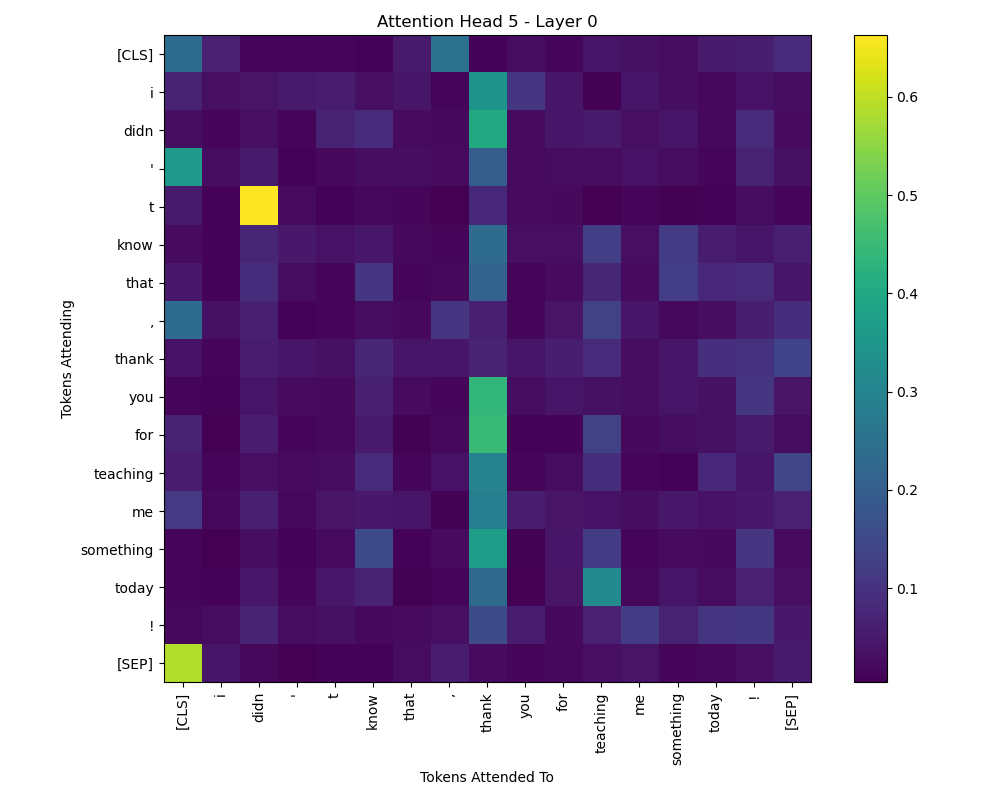 Attention Head 5 - Layer 0
[CLS]
i
didn
'
t
know
that
,
thank
you
for
teaching
me
something
today
!
[SEP]
Tokens Attending
[CLS] i didn ' t know that , thank you for teaching me something today ! [SEP]
Tokens Attended To
0.6
0.5
0.4
0.3
0.2
0.1